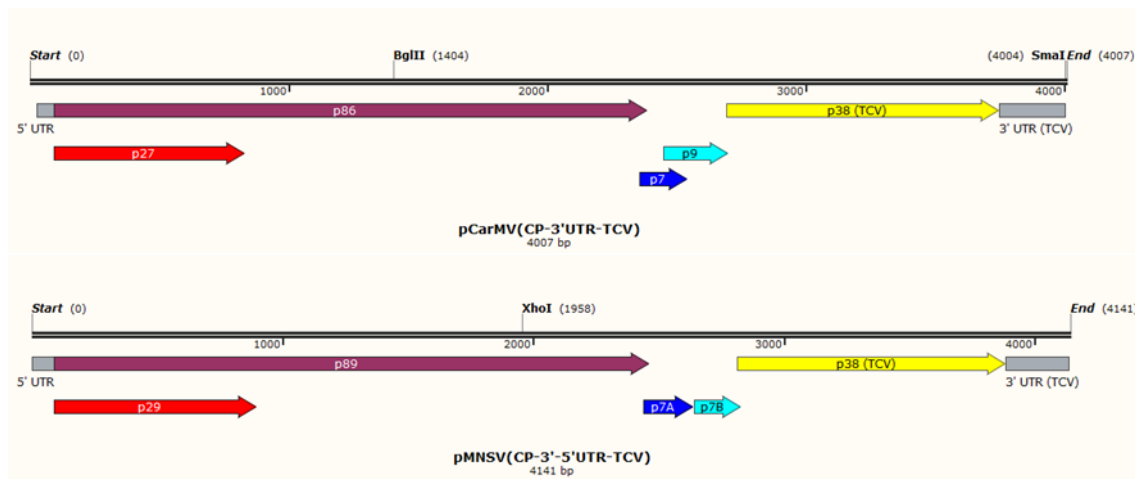 Start (0) BglII (1404) (4004) SmaI End (4007)
1000 2000 3000 4000
p86 p38 (TCV)
5' UTR 3' UTR (TCV)
p27 p9
p7
pCarMV(CP-3'UTR-TCV)
4007 bp
Start (0) XhoI (1958) End (4141)
1000 2000 3000 4000
p89 p38 (TCV)
5' UTR 3' UTR (TCV)
p29 p7A p7B
pMNSV(CP-3'-5'UTR-TCV)
4141 bp